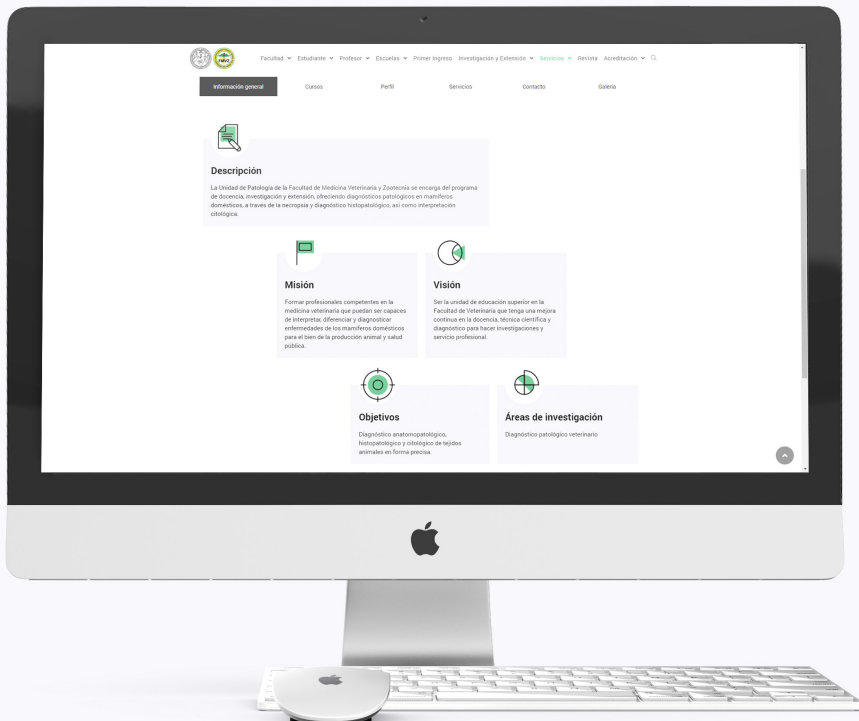 FMVZ
Facultad Estudiante Profesor Escuelas Primer Ingreso Investigación y Extensión Servicios Revista Acreditación
Información general Cursos Perfil Servicios Contacto Galería
Descripción
La Unidad de Patología de la Facultad de Medicina Veterinaria y Zootecnia se encarga del programa
de docencia, investigación y extensión, ofreciendo diagnósticos patológicos en mamíferos
domésticos, a través de la necropsia y diagnóstico histopatológico, así como interpretación
citológica.
Misión
Formar profesionales competentes en la
medicina veterinaria que puedan ser capaces
de interpretar, diferenciar y diagnosticar
enfermedades de los mamíferos domésticos
para el bien de la producción animal y salud
pública.
Visión
Ser la unidad de educación superior en la
Facultad de Veterinaria que tenga una mejora
continua en la docencia, técnica científica y
diagnóstico para hacer investigaciones y
servicio profesional.
Objetivos
Diagnóstico anatomopatológico,
histopatológico y citológico de tejidos
animales en forma precisa.
Áreas de investigación
Diagnóstico patológico veterinario